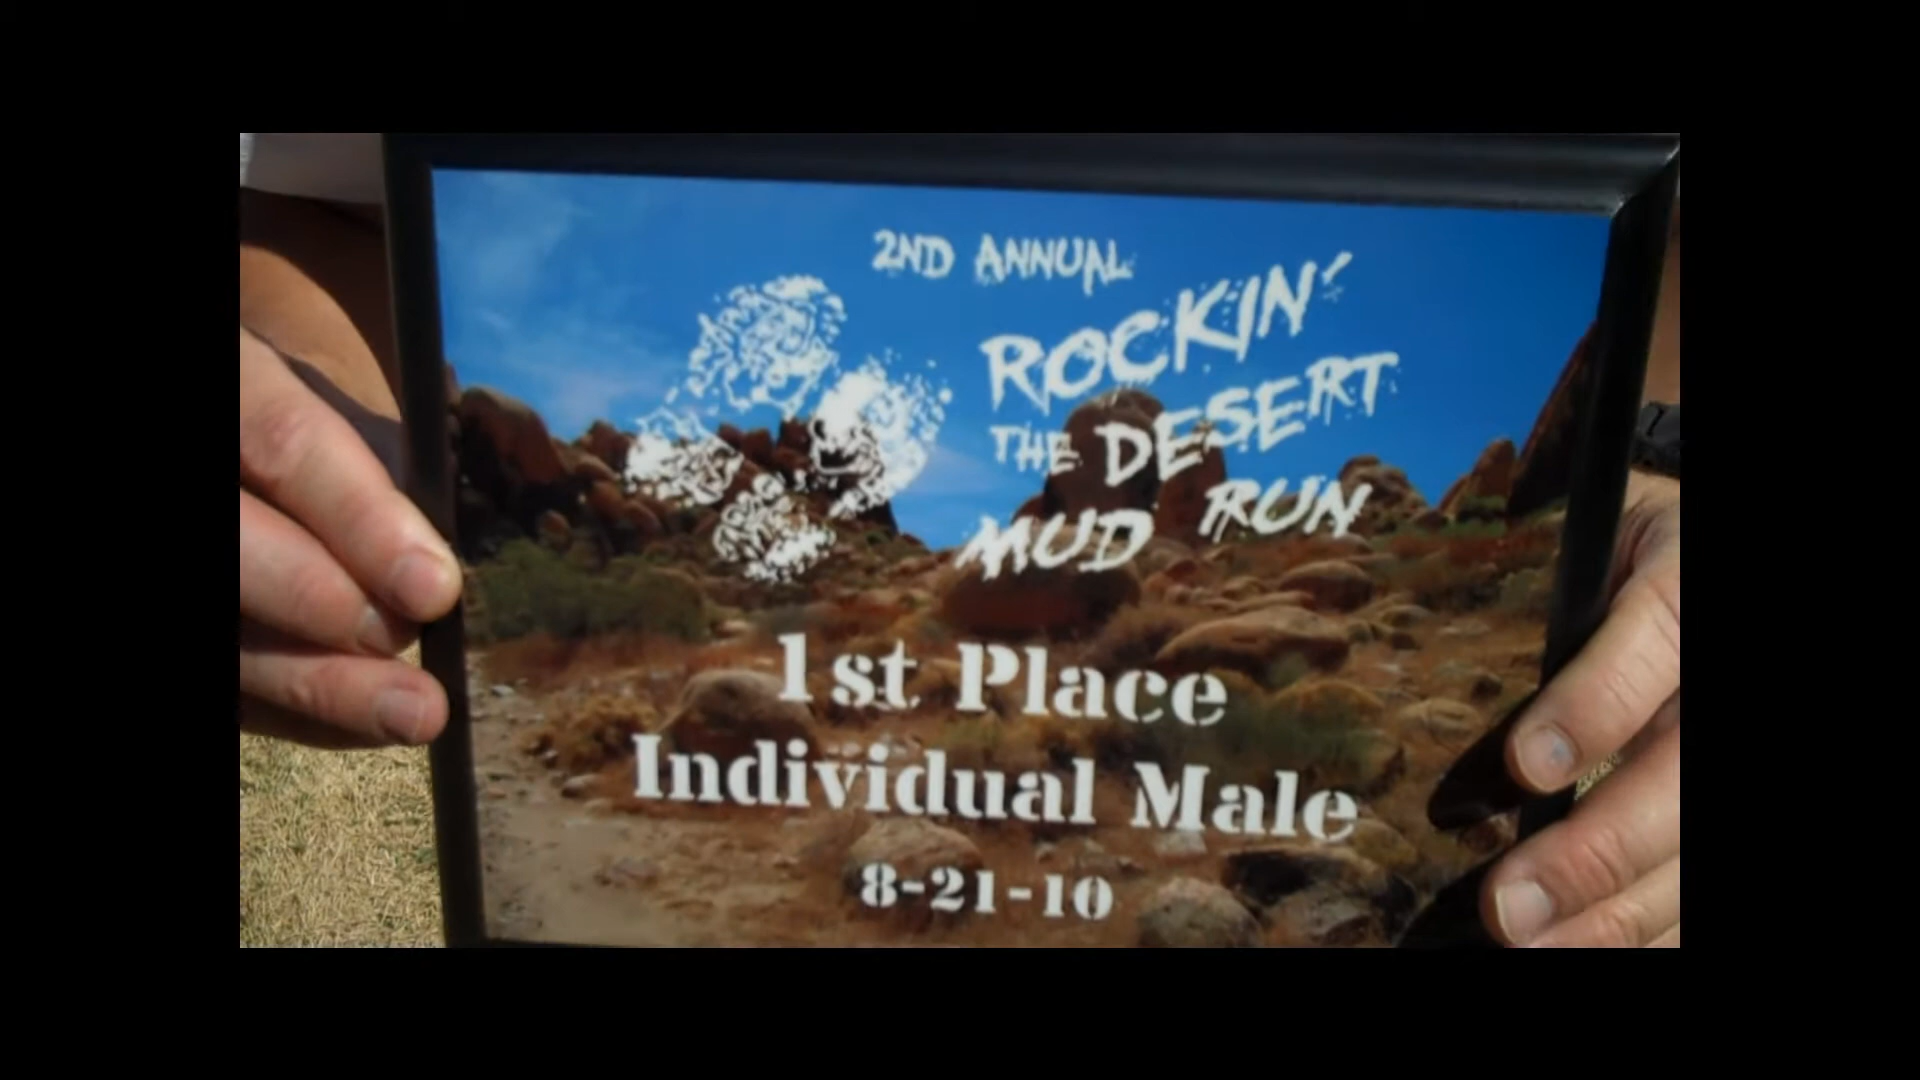 2ND ANNUAL
ROCKIN'
THE DESERT
MUD RUN
1st Place
Individual Male
8-21-10